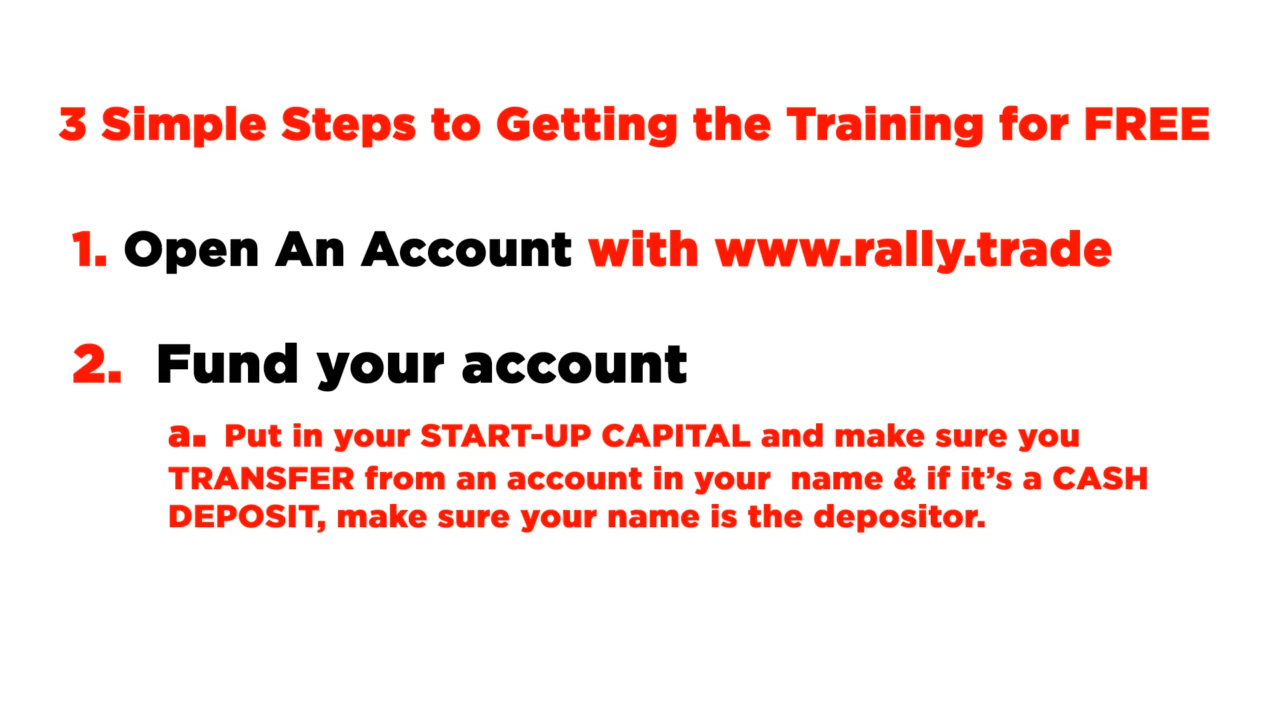 3 Simple Steps to Getting the Training for FREE
1. Open An Account with www.rally.trade
2. Fund your account
a. Put in your START-UP CAPITAL and make sure you
TRANSFER from an account in your name & if it’s a CASH
DEPOSIT, make sure your name is the depositor.